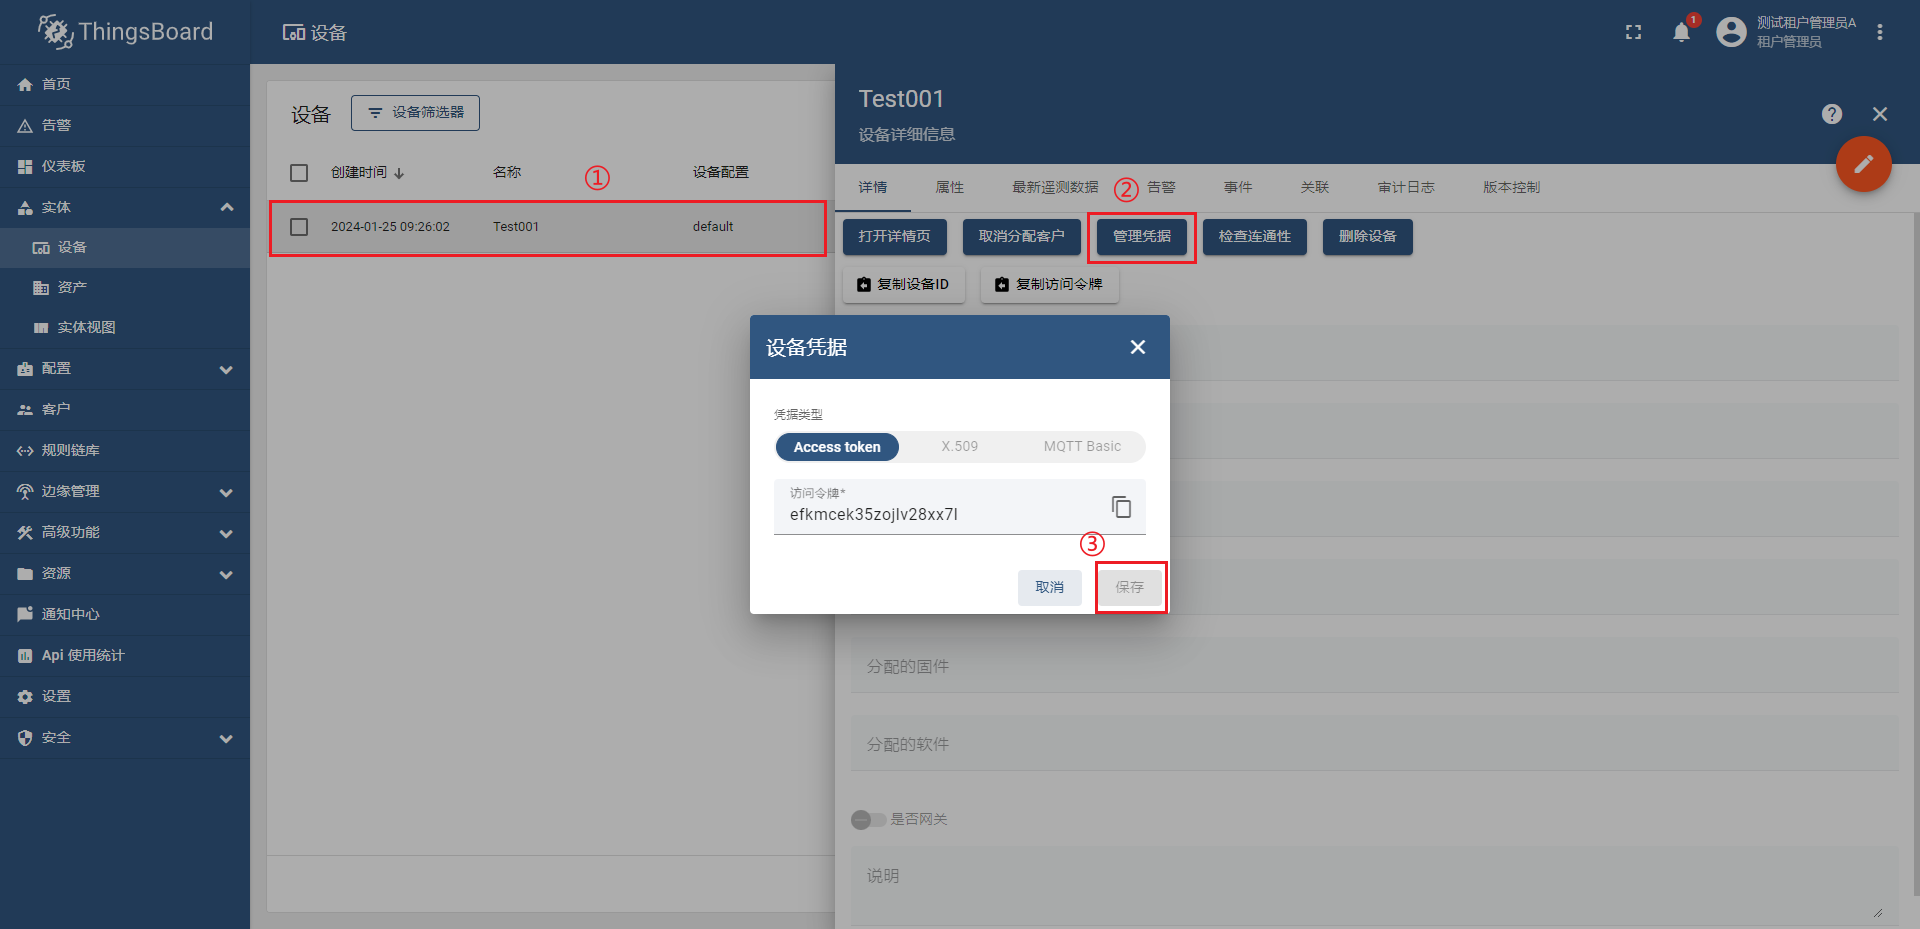 ThingsBoard
首页
告警
仪表板
实体
设备
资产
实体视图
配置
客户
规则链库
边缘管理
高级功能
资源
通知中心
Api 使用统计
设置
安全
设备
1
测试租户管理员A
租户管理员
设备
设备筛选器
创建时间
名称
①
设备配置
2024-01-25 09:26:02
Test001
default
Test001
设备详细信息
?
详情
属性
最新遥测数据
②
告警
事件
关联
审计日志
版本控制
打开详情页
取消分配客户
管理凭据
检查连通性
删除设备
复制设备ID
复制访问令牌
设备凭据
凭据类型
Access token
X.509
MQTT Basic
访问令牌*
efkmcek35zojlv28xx7l
③
取消
保存
分配的固件
分配的软件
是否网关
说明